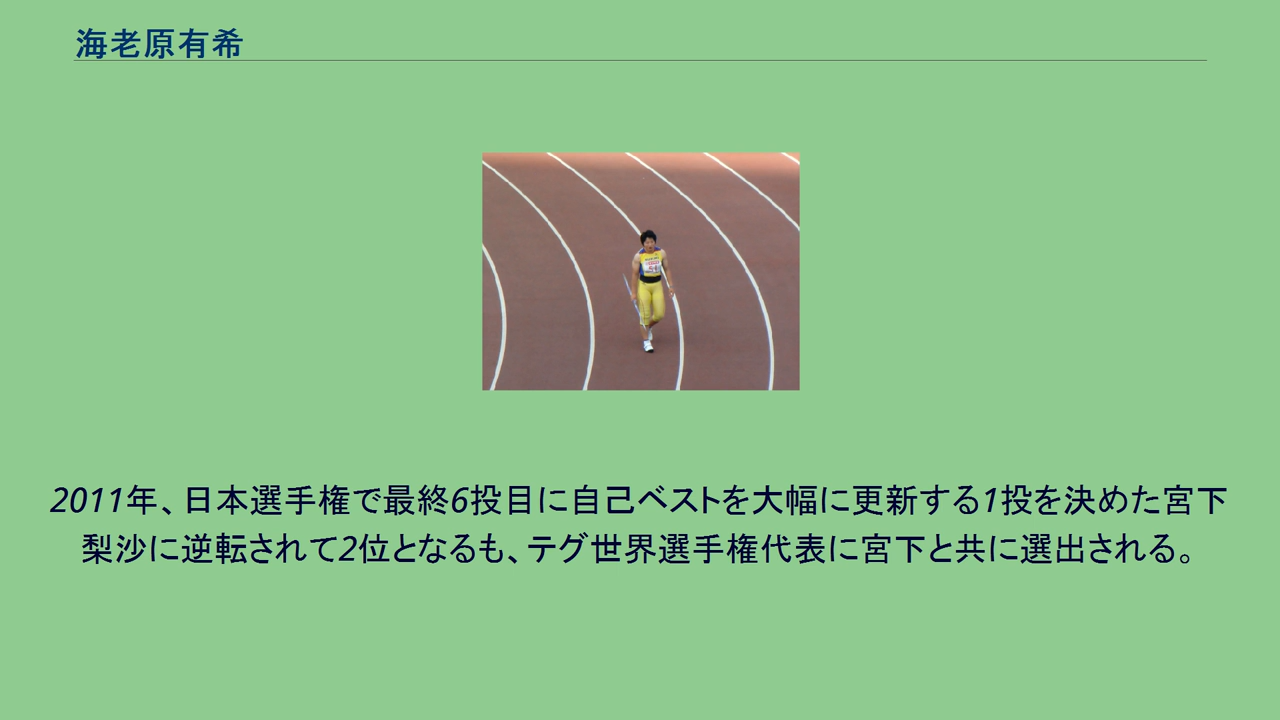 海老原有希
2011年、日本選手権で最終6投目に自己ベストを大幅に更新する1投を決めた宮下
梨沙に逆転されて2位となるも、テグ世界選手権代表に宮下と共に選出される。